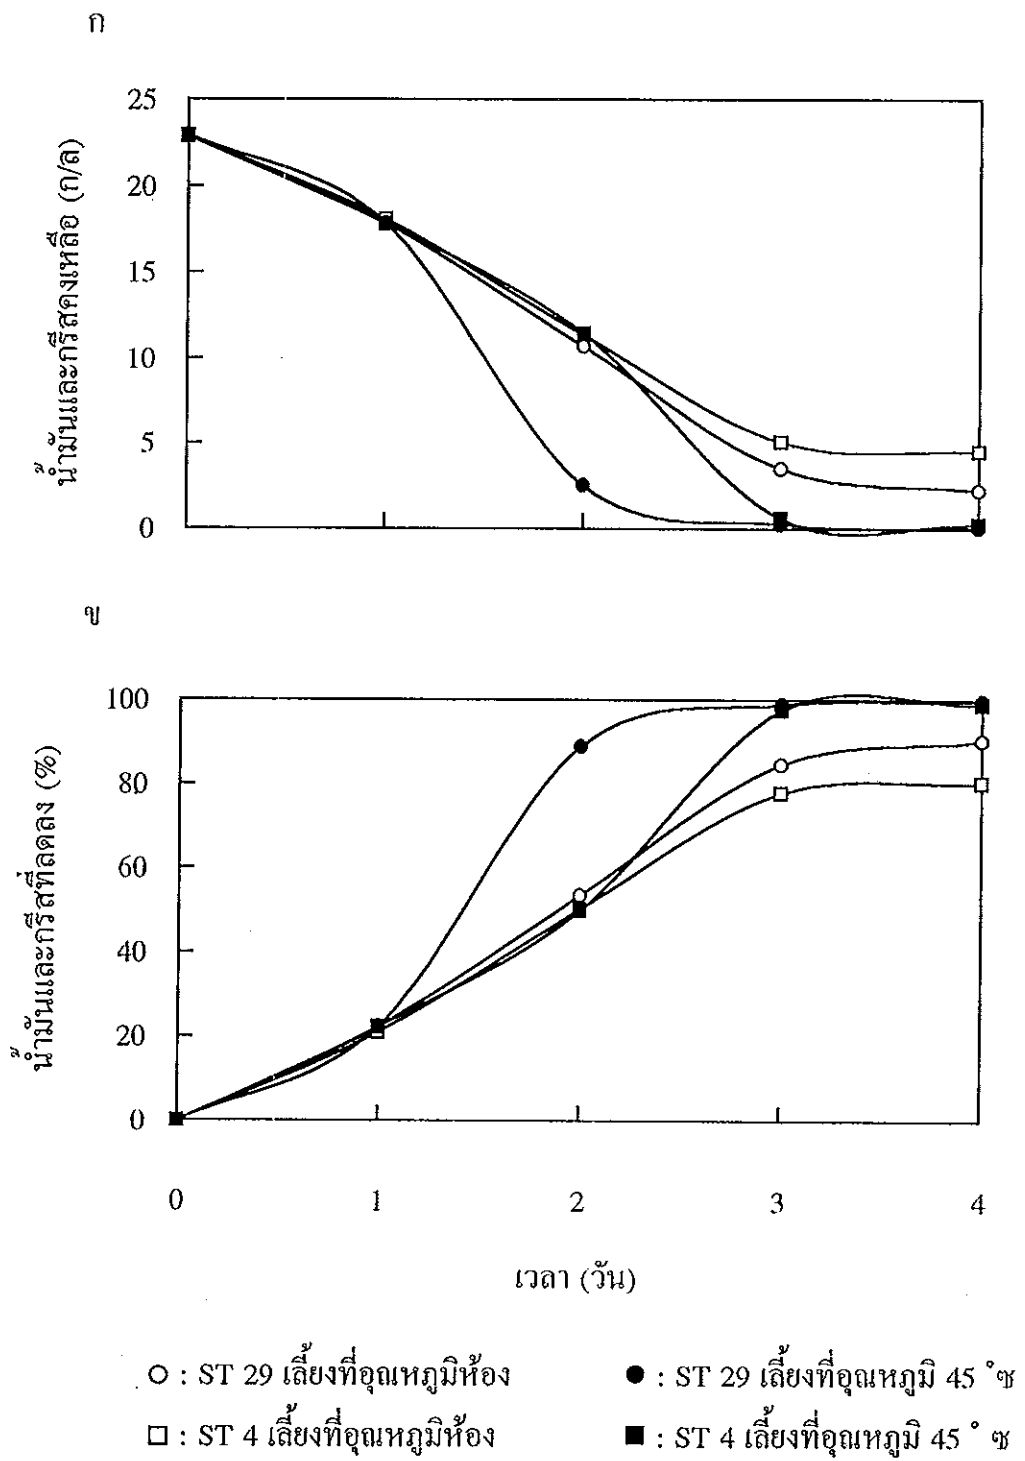 ก
25
20
15
10
5
0
น้ำมันและกรีสคงเหลือ (ก/ล)
ข
100
80
60
40
20
0
น้ำมันและกรีสที่ลดลง (%)
0 1 2 3 4
เวลา (วัน)
○ : ST 29 เลี้ยงที่อุณหภูมิห้อง ● : ST 29 เลี้ยงที่อุณหภูมิ 45 °ซ
□ : ST 4 เลี้ยงที่อุณหภูมิห้อง ■ : ST 4 เลี้ยงที่อุณหภูมิ 45 ° ซ